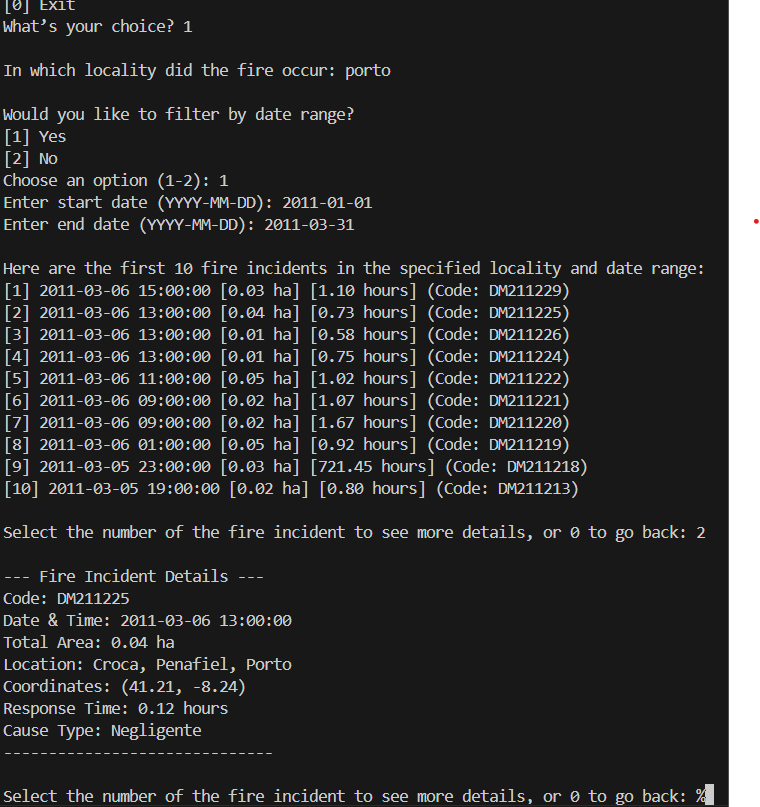 [0] Exit
What’s your choice? 1
In which locality did the fire occur: porto
Would you like to filter by date range?
[1] Yes
[2] No
Choose an option (1-2): 1
Enter start date (YYYY-MM-DD): 2011-01-01
Enter end date (YYYY-MM-DD): 2011-03-31
Here are the first 10 fire incidents in the specified locality and date range:
[1] 2011-03-06 15:00:00 [0.03 ha] [1.10 hours] (Code: DM211229)
[2] 2011-03-06 13:00:00 [0.04 ha] [0.73 hours] (Code: DM211225)
[3] 2011-03-06 13:00:00 [0.01 ha] [0.58 hours] (Code: DM211226)
[4] 2011-03-06 13:00:00 [0.01 ha] [0.75 hours] (Code: DM211224)
[5] 2011-03-06 11:00:00 [0.05 ha] [1.02 hours] (Code: DM211222)
[6] 2011-03-06 09:00:00 [0.02 ha] [1.07 hours] (Code: DM211221)
[7] 2011-03-06 09:00:00 [0.02 ha] [1.67 hours] (Code: DM211220)
[8] 2011-03-06 01:00:00 [0.05 ha] [0.92 hours] (Code: DM211219)
[9] 2011-03-05 23:00:00 [0.03 ha] [721.45 hours] (Code: DM211218)
[10] 2011-03-05 19:00:00 [0.02 ha] [0.80 hours] (Code: DM211213)
Select the number of the fire incident to see more details, or 0 to go back: 2
--- Fire Incident Details ---
Code: DM211225
Date & Time: 2011-03-06 13:00:00
Total Area: 0.04 ha
Location: Croca, Penafiel, Porto
Coordinates: (41.21, -8.24)
Response Time: 0.12 hours
Cause Type: Negligente
------------------------------
Select the number of the fire incident to see more details, or 0 to go back: %